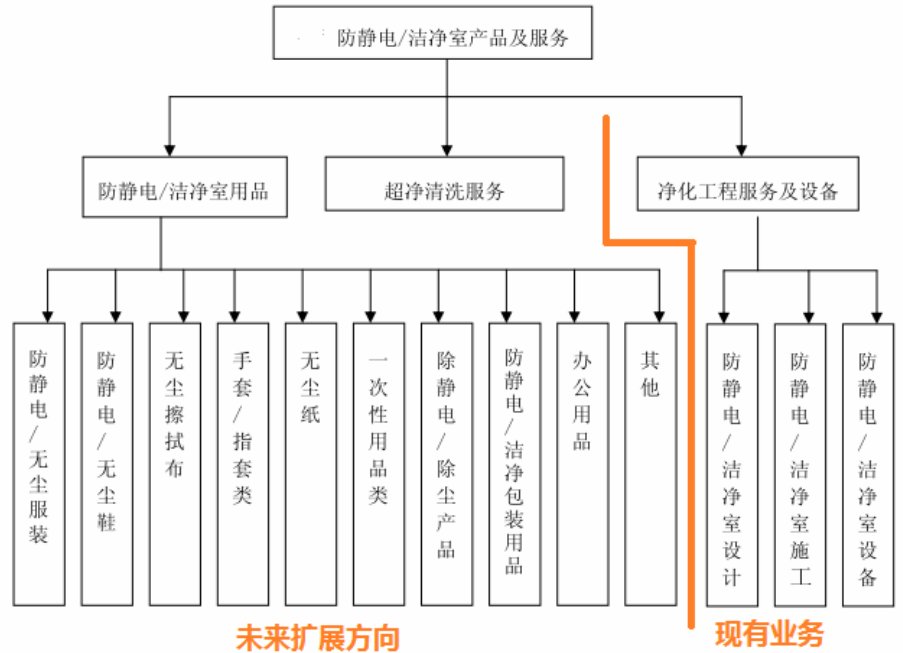 防静电/洁净室产品及服务
防静电/洁净室用品
超净清洗服务
净化工程服务及设备
防静电/无尘服装
防静电/无尘鞋
无尘擦拭布
手套/指套类
无尘纸
一次性用品类
除静电/除尘产品
防静电/洁净包装用品
办公用品
其他
防静电/洁净室设计
防静电/洁净室施工
防静电/洁净室设备
未来扩展方向
现有业务